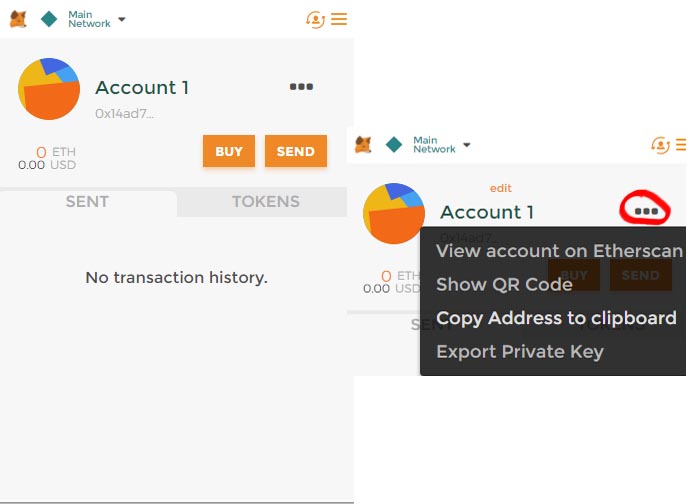 Main
Network
Account 1
0x14ad7...
0 ETH
0.00 USD
BUY
SEND
SENT
TOKENS
No transaction history.
Main
Network
edit
Account 1
0x14ad7...
View account on Etherscan
0 ETH
0.00 USD
BUY
SEND
Show QR Code
Copy Address to clipboard
SENT
TOKENS
Export Private Key